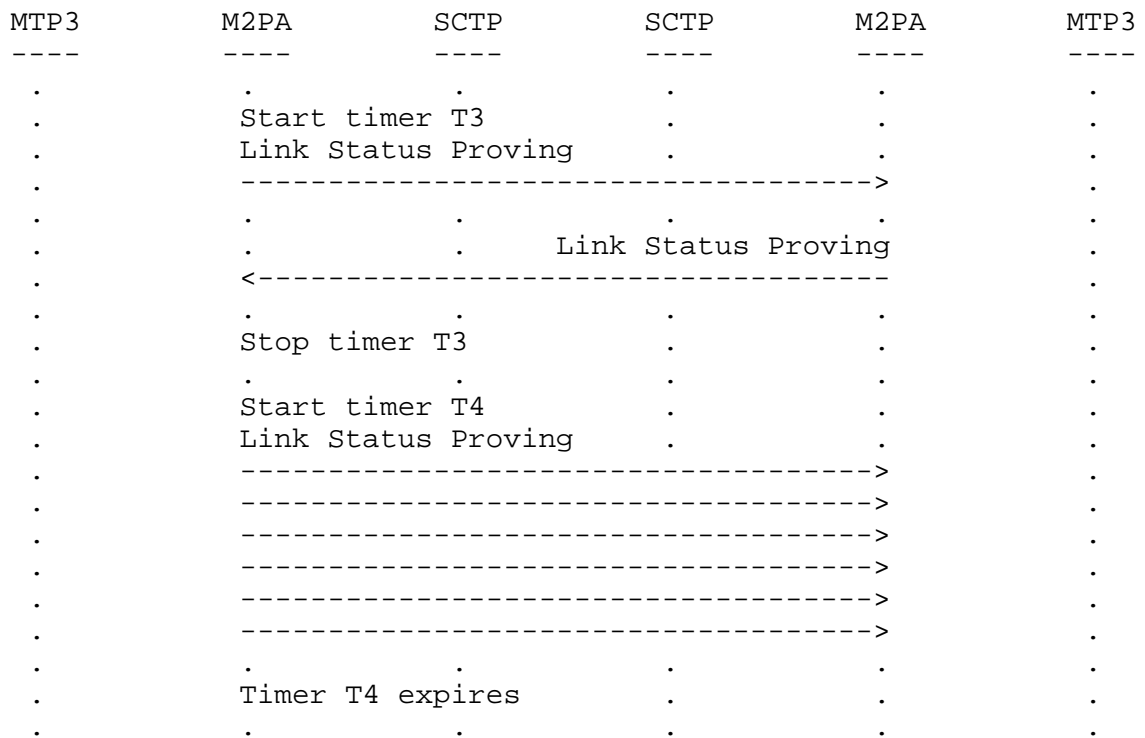 MTP3         M2PA         SCTP         SCTP         M2PA         MTP3
----         ----         ----         ----         ----         ----
 .            .            .            .            .            .
 .            Start timer T3            .            .            .
 .            Link Status Proving       .            .            .
 .            ------------------------------------>               .
 .            .            .            .            .            .
 .            .            .      Link Status Proving             .
 .            <------------------------------------               .
 .            .            .            .            .            .
 .            Stop timer T3             .            .            .
 .            .            .            .            .            .
 .            Start timer T4            .            .            .
 .            Link Status Proving       .            .            .
 .            ------------------------------------>               .
 .            ------------------------------------>               .
 .            ------------------------------------>               .
 .            ------------------------------------>               .
 .            ------------------------------------>               .
 .            ------------------------------------>               .
 .            .            .            .            .            .
 .            Timer T4 expires          .            .            .
 .            .            .            .            .            .